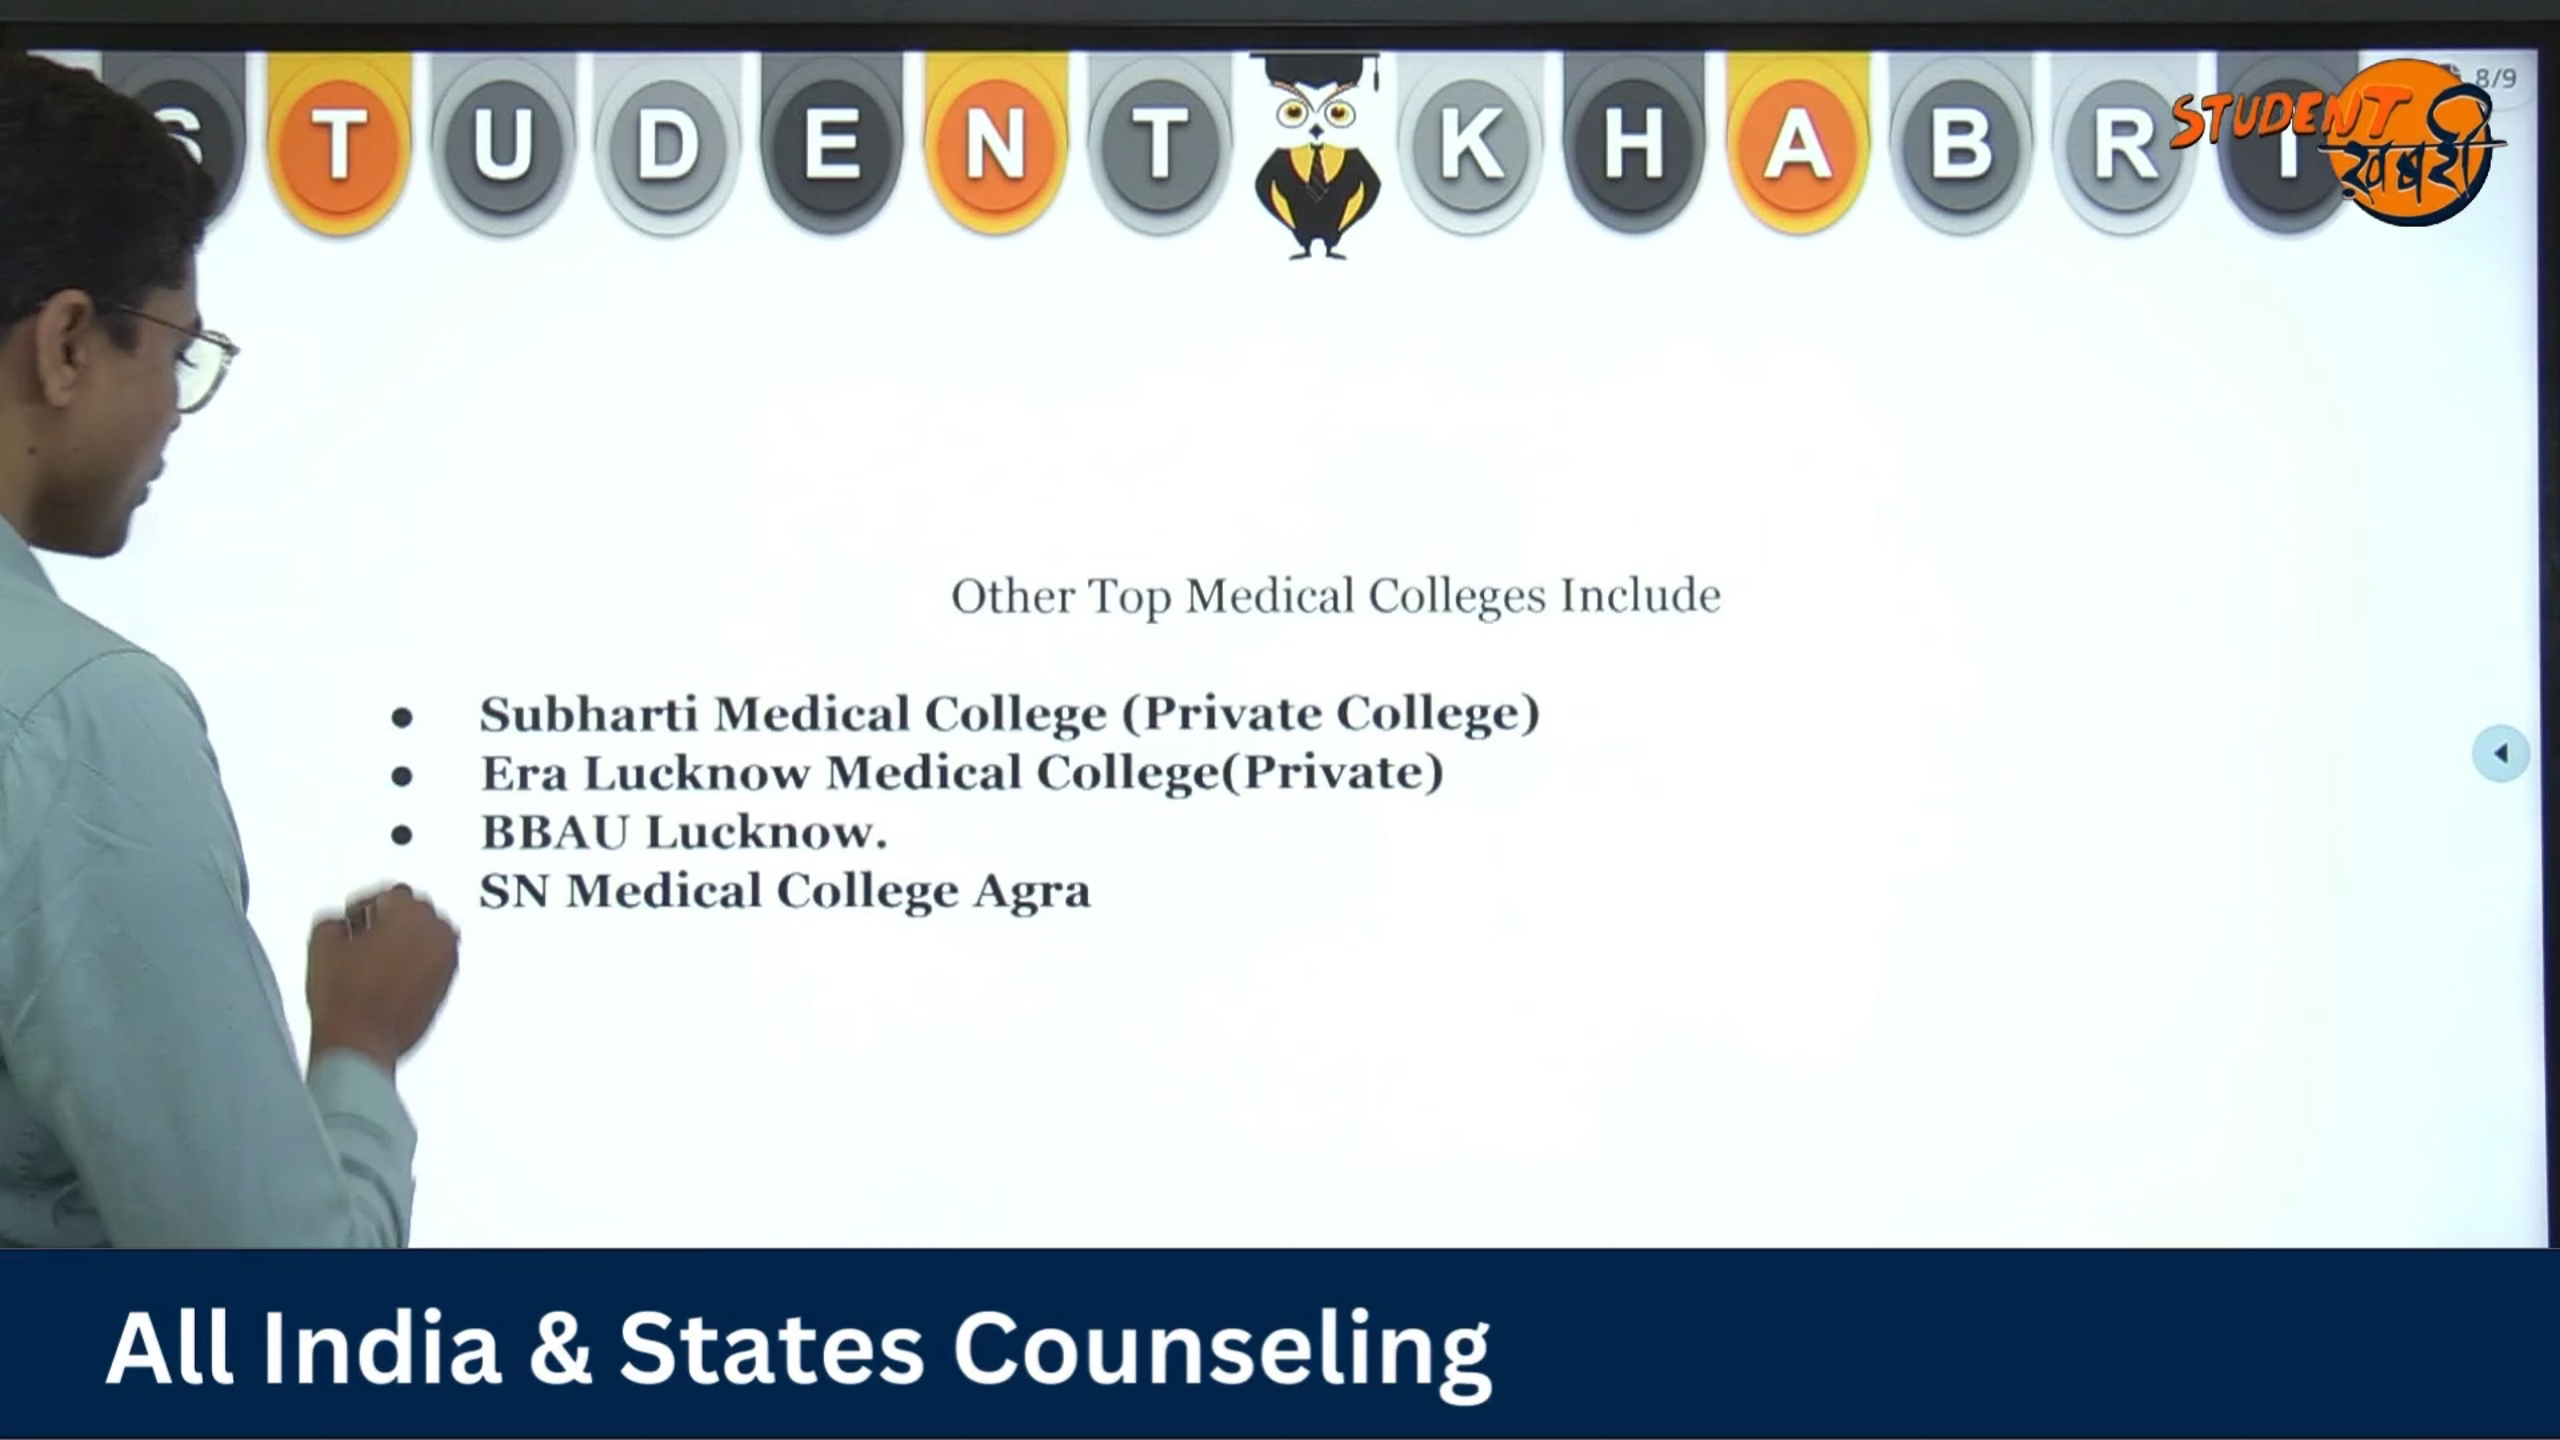 STUDENT KHABRI
8/9
STUDENT
ख़बरी
Other Top Medical Colleges Include
● Subharti Medical College (Private College)
● Era Lucknow Medical College(Private)
● BBAU Lucknow.
SN Medical College Agra
All India & States Counseling